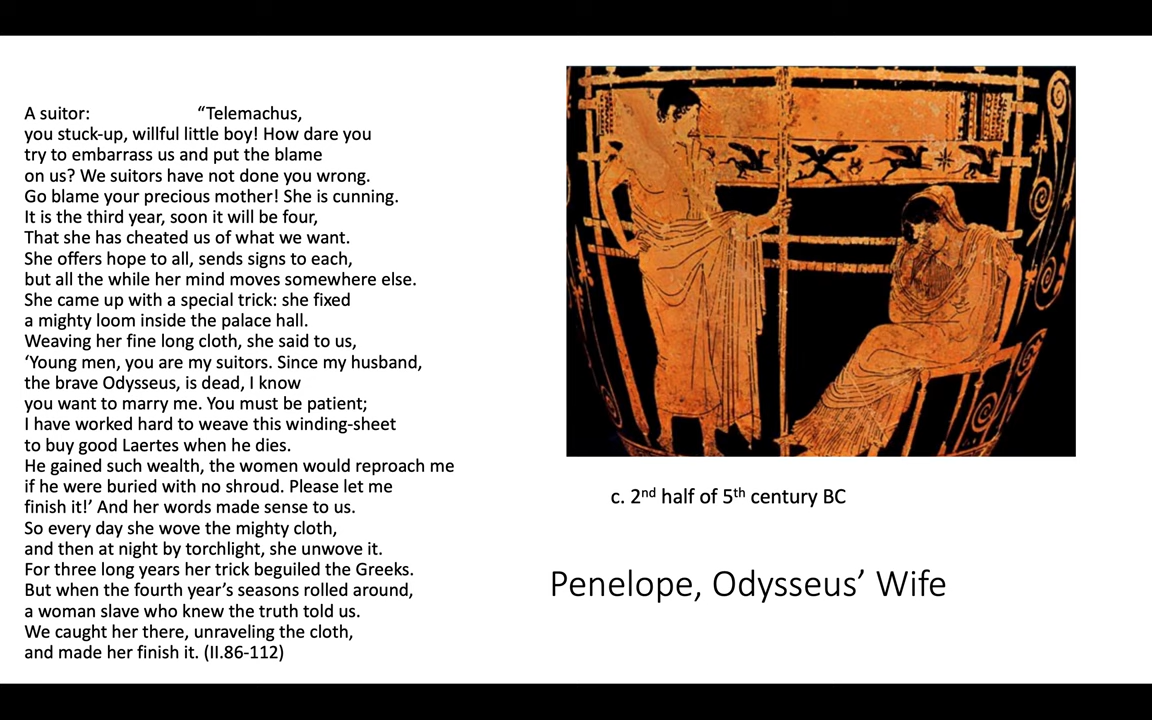 A suitor: “Telemachus,
you stuck-up, willful little boy! How dare you
try to embarrass us and put the blame
on us? We suitors have not done you wrong.
Go blame your precious mother! She is cunning.
It is the third year, soon it will be four,
That she has cheated us of what we want.
She offers hope to all, sends signs to each,
but all the while her mind moves somewhere else.
She came up with a special trick: she fixed
a mighty loom inside the palace hall.
Weaving her fine long cloth, she said to us,
‘Young men, you are my suitors. Since my husband,
the brave Odysseus, is dead, I know
you want to marry me. You must be patient;
I have worked hard to weave this winding-sheet
to buy good Laertes when he dies.
He gained such wealth, the women would reproach me
if he were buried with no shroud. Please let me
finish it!’ And her words made sense to us.
So every day she wove the mighty cloth,
and then at night by torchlight, she unwove it.
For three long years her trick beguiled the Greeks.
But when the fourth year’s seasons rolled around,
a woman slave who knew the truth told us.
We caught her there, unraveling the cloth,
and made her finish it. (II.86-112)
c. 2nd half of 5th century BC
Penelope, Odysseus’ Wife